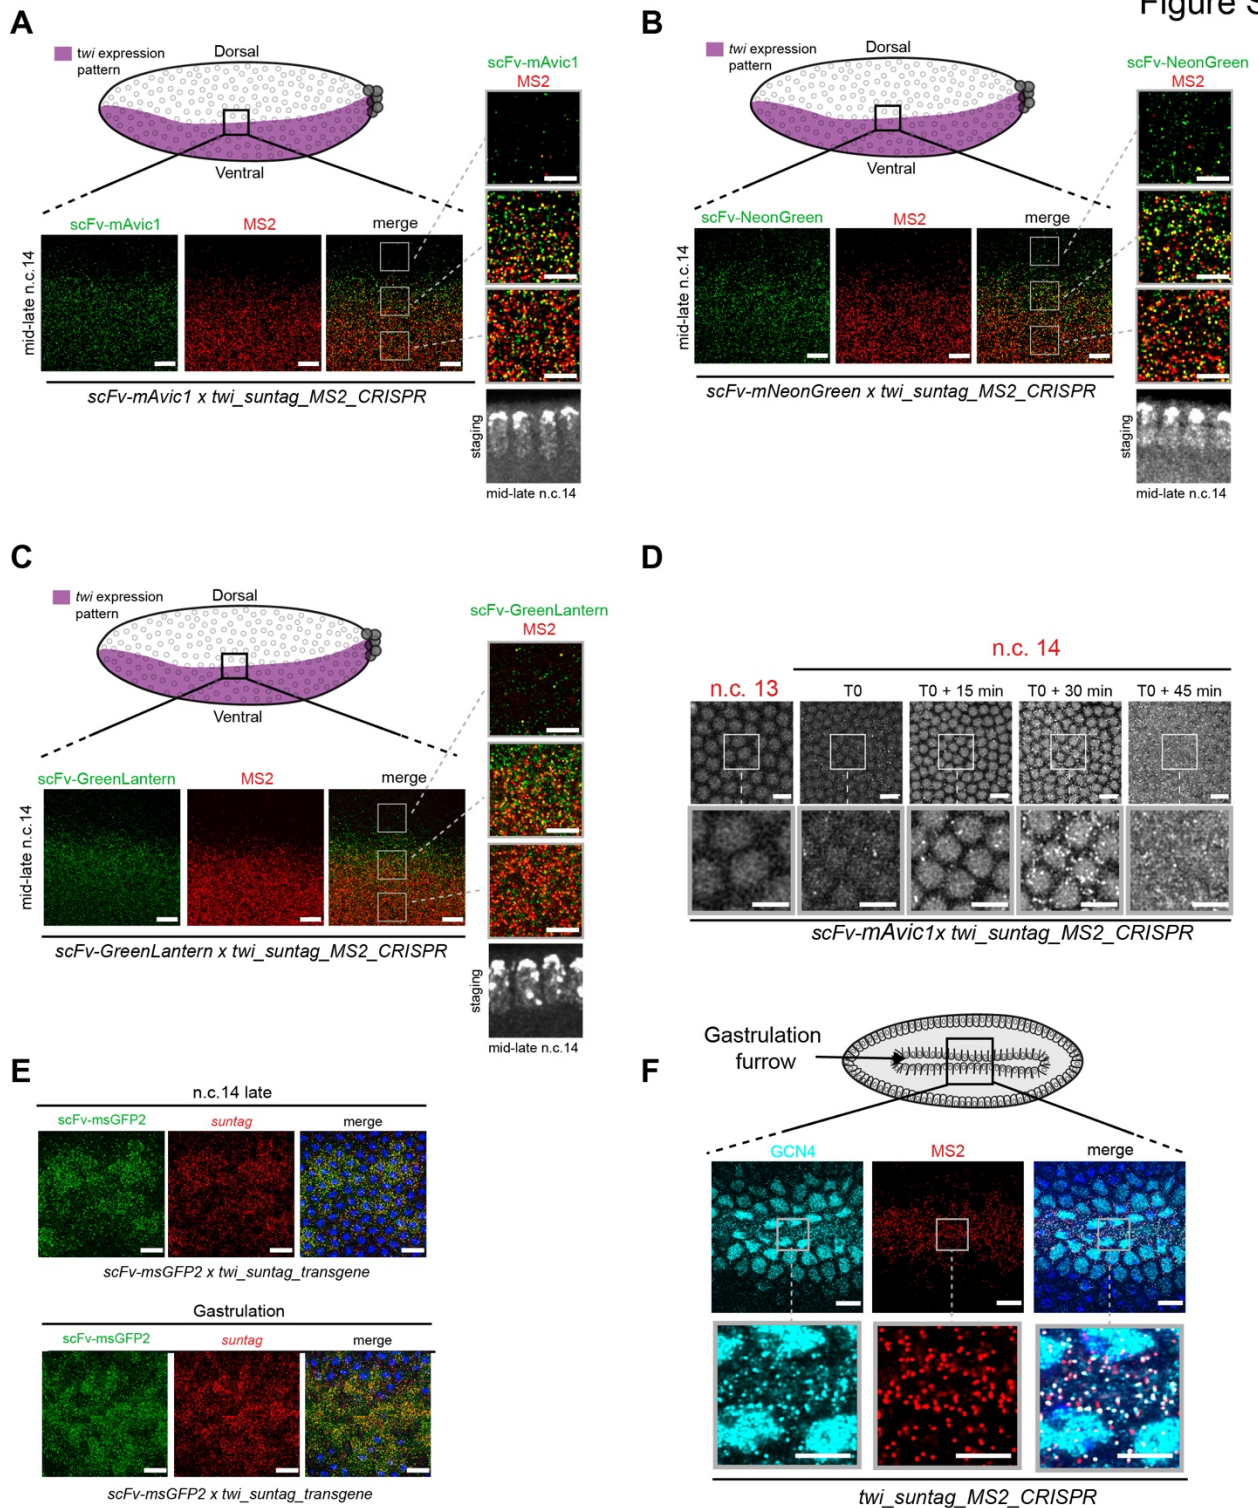 Figure S
A
twi expression
pattern
Dorsal
Ventral
scFv-mAvic1
MS2
scFv-mAvic1
MS2
merge
mid-late n.c.14
scFv-mAvic1 x twi_suntag_MS2_CRISPR
staging
mid-late n.c.14
B
twi expression
pattern
Dorsal
Ventral
scFv-NeonGreen
MS2
scFv-NeonGreen
MS2
merge
mid-late n.c.14
scFv-mNeonGreen x twi_suntag_MS2_CRISPR
staging
mid-late n.c.14
C
twi expression
pattern
Dorsal
Ventral
scFv-GreenLantern
MS2
scFv-GreenLantern
MS2
merge
mid-late n.c.14
scFv-GreenLantern x twi_suntag_MS2_CRISPR
staging
mid-late n.c.14
D
n.c. 14
n.c. 13
T0
T0 + 15 min
T0 + 30 min
T0 + 45 min
scFv-mAvic1x twi_suntag_MS2_CRISPR
E
n.c.14 late
scFv-msGFP2
suntag
merge
scFv-msGFP2 x twi_suntag_transgene
Gastrulation
scFv-msGFP2
suntag
merge
scFv-msGFP2 x twi_suntag_transgene
F
Gastrulation
furrow
GCN4
MS2
merge
twi_suntag_MS2_CRISPR